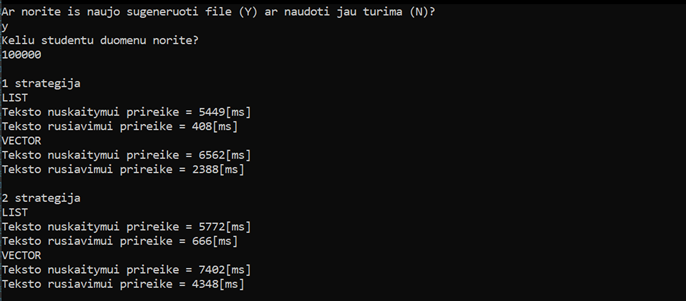 Ar norite is naujo sugeneruoti file (Y) ar naudoti jau turima (N)?
y
Keliu studentu duomenu norite?
100000
1 strategija
LIST
Teksto nuskaitymui prireike = 5449[ms]
Teksto rusiavimui prireike = 408[ms]
VECTOR
Teksto nuskaitymui prireike = 6562[ms]
Teksto rusiavimui prireike = 2388[ms]
2 strategija
LIST
Teksto nuskaitymui prireike = 5772[ms]
Teksto rusiavimui prireike = 666[ms]
VECTOR
Teksto nuskaitymui prireike = 7402[ms]
Teksto rusiavimui prireike = 4348[ms]